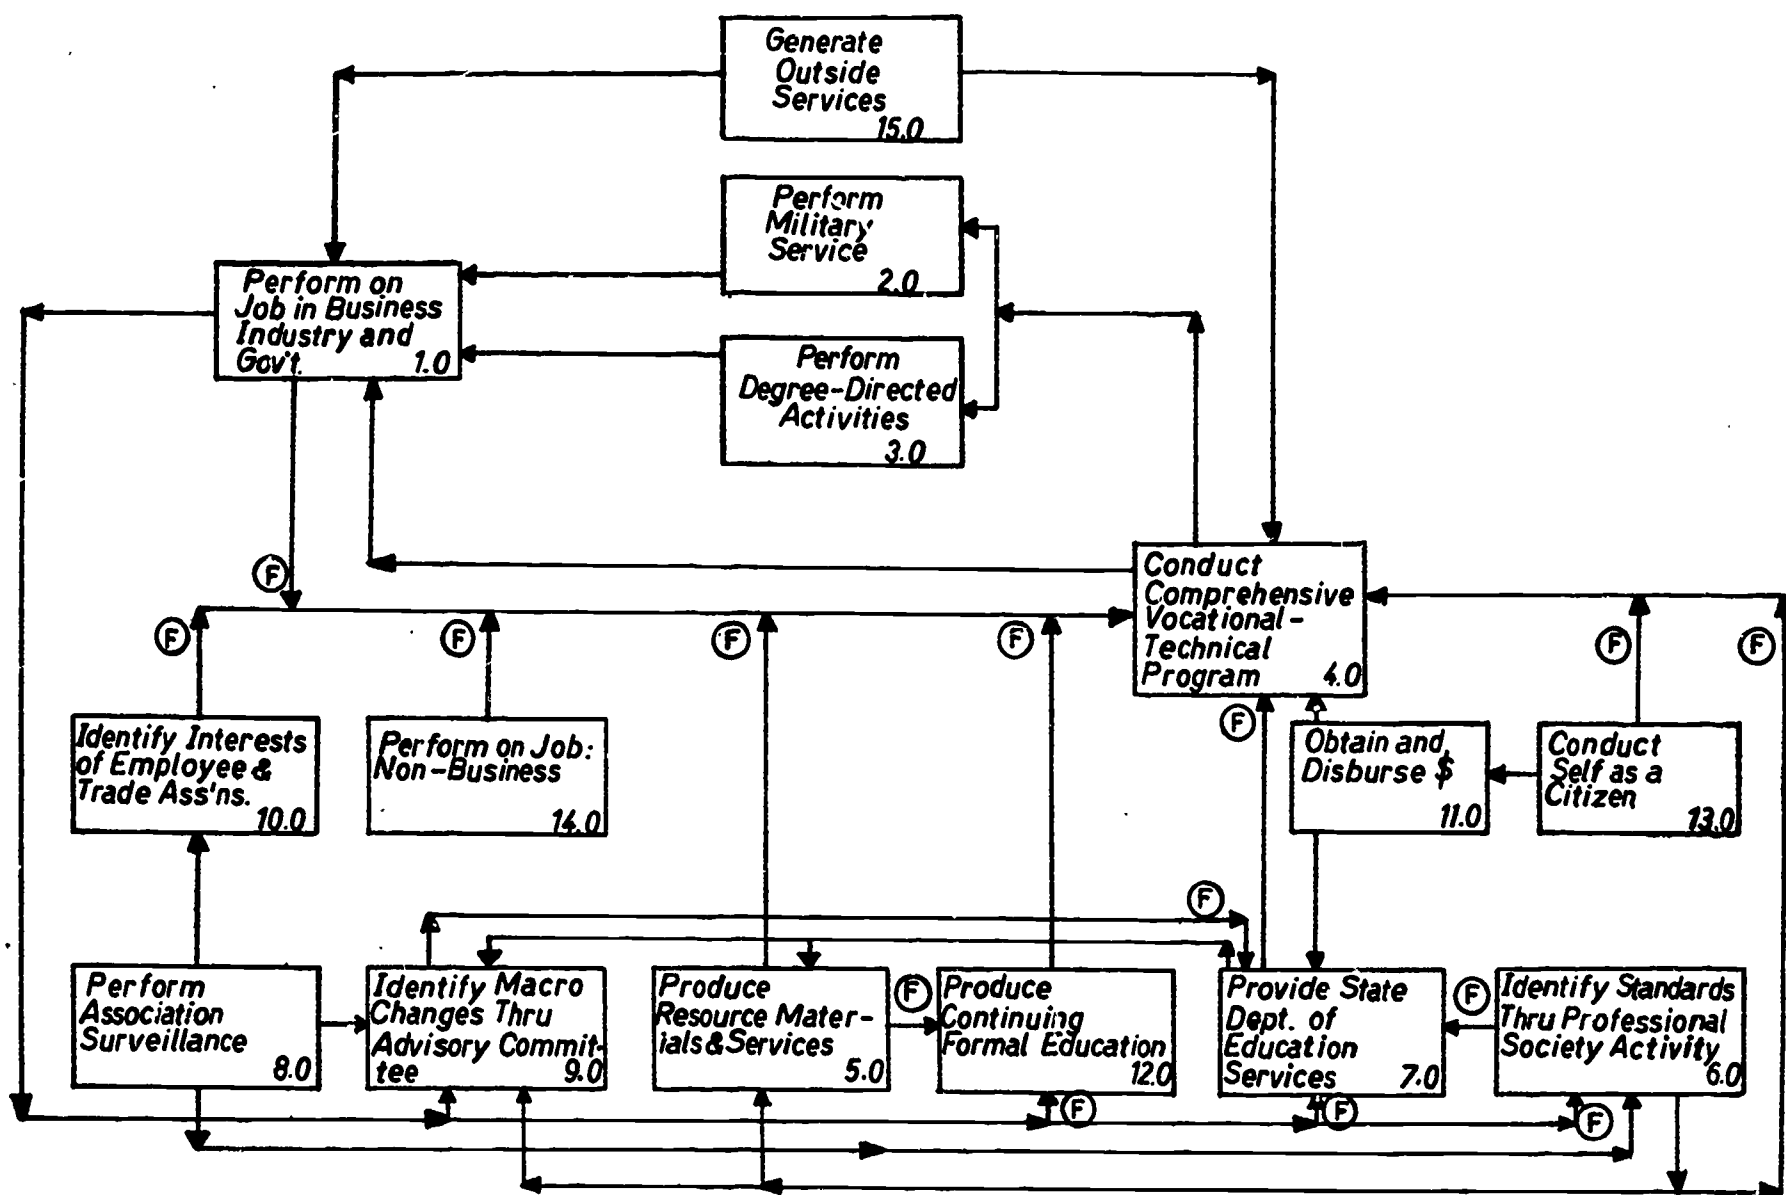 Generate
Outside
Services
15.0
Perform
Military
Service
2.0
Perform on
Job in Business
Industry and
Gov't. 1.0
Perform
Degree-Directed
Activities
3.0
F
Conduct
Comprehensive
Vocational-
Technical
Program 4.0
F
F
F
F
F
F
F
Identify Interests
of Employee &
Trade Ass'ns.
10.0
Perform on Job:
Non-Business
14.0
Obtain and
Disburse $
11.0
Conduct
Self as a
Citizen
13.0
F
Perform
Association
Surveillance
8.0
Identify Macro
Changes Thru
Advisory Commit-
tee 9.0
Produce
Resource Mater-
ials & Services
5.0
F
Produce
Continuing
Formal Education
12.0
Provide State
Dept. of
Education
Services 7.0
F
Identify Standards
Thru Professional
Society Activity
6.0
F
F
F